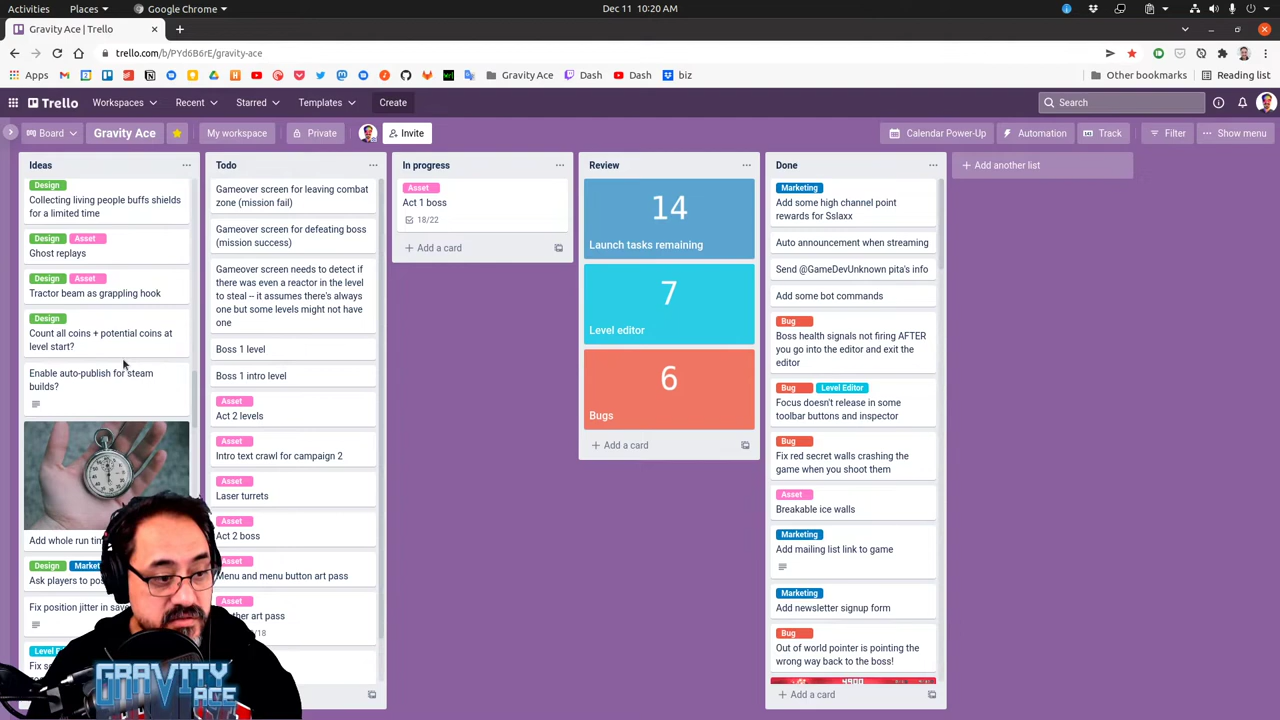 Activities
Places
Google Chrome
Dec 11 10:20 AM
Gravity Ace | Trello
trello.com/b/PYd6B6rE/gravity-ace
Apps
Gravity Ace
Dash
Dash
biz
Other bookmarks
Reading list
Trello
Workspaces
Recent
Starred
Templates
Create
Search
Board
Gravity Ace
My workspace
Private
Invite
Calendar Power-Up
Automation
Track
Filter
Show menu
Ideas
Design
Collecting living people buffs shields
for a limited time
Design Asset
Ghost replays
Design Asset
Tractor beam as grappling hook
Design
Count all coins + potential coins at
level start?
Enable auto-publish for steam
builds?
Add whole run
Design
Ask players to
Fix position jitter in
Todo
Gameover screen for leaving combat
zone (mission fail)
Gameover screen for defeating boss
(mission success)
Gameover screen needs to detect if
there was even a reactor in the level
to steal -- it assumes there's always
one but some levels might not have
one
Boss 1 level
Boss 1 intro level
Asset
Act 2 levels
Asset
Intro text crawl for campaign 2
Asset
Laser turrets
Asset
Act 2 boss
Asset
Menu and menu button art pass
Asset
art pass
In progress
Asset
Act 1 boss
18/22
+ Add a card
Review
14
Launch tasks remaining
7
Level editor
6
Bugs
+ Add a card
Done
Marketing
Add some high channel point
rewards for Sslaxx
Auto announcement when streaming
Send @GameDevUnknown pita's info
Add some bot commands
Bug
Boss health signals not firing AFTER
you go into the editor and exit the
editor
Bug Level Editor
Focus doesn't release in some
toolbar buttons and inspector
Bug
Fix red secret walls crashing the
game when you shoot them
Asset
Breakable ice walls
Marketing
Add mailing list link to game
Marketing
Add newsletter signup form
Bug
Out of world pointer is pointing the
wrong way back to the boss!
4900
+ Add a card
+ Add another list
GRAVITY
ACE